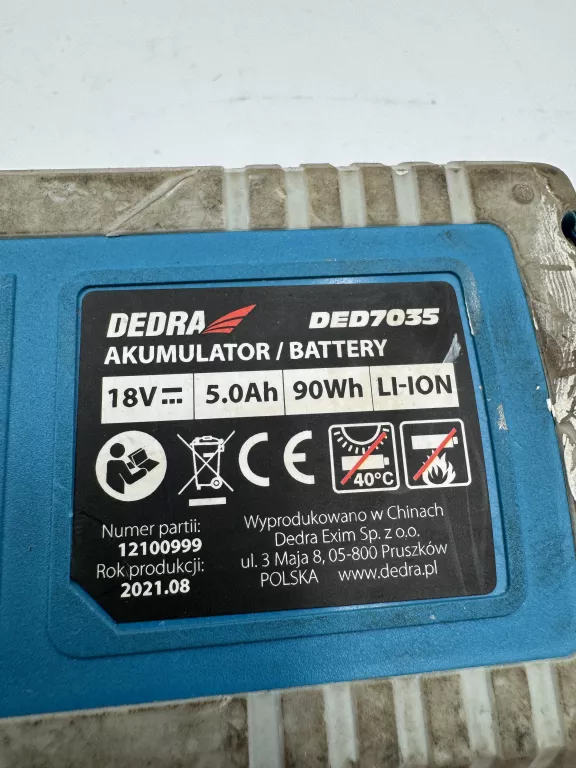 DEDRA DED7035
AKUMULATOR / BATTERY
18V 5.0Ah 90Wh LI-ION
CE
40°C
Numer partii:
12100999
Rok produkcji:
2021.08
Wyprodukowano w Chinach
Dedra Exim Sp. z o.o.
ul. 3 Maja 8, 05-800 Pruszków
POLSKA www.dedra.pl